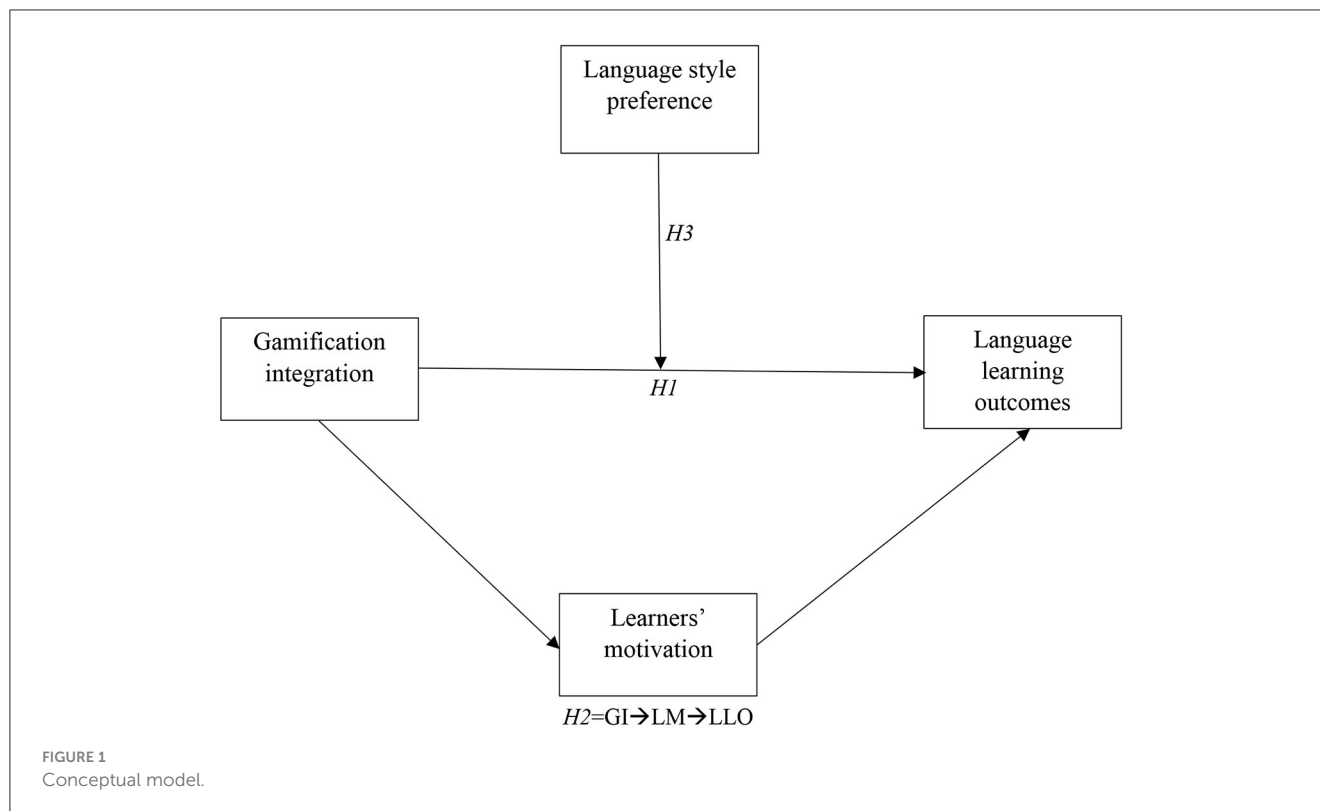 Language style
preference
H3
Gamification
integration
H1
Language
learning
outcomes
Learners’
motivation
H2=GI→LM→LLO
FIGURE 1
Conceptual model.